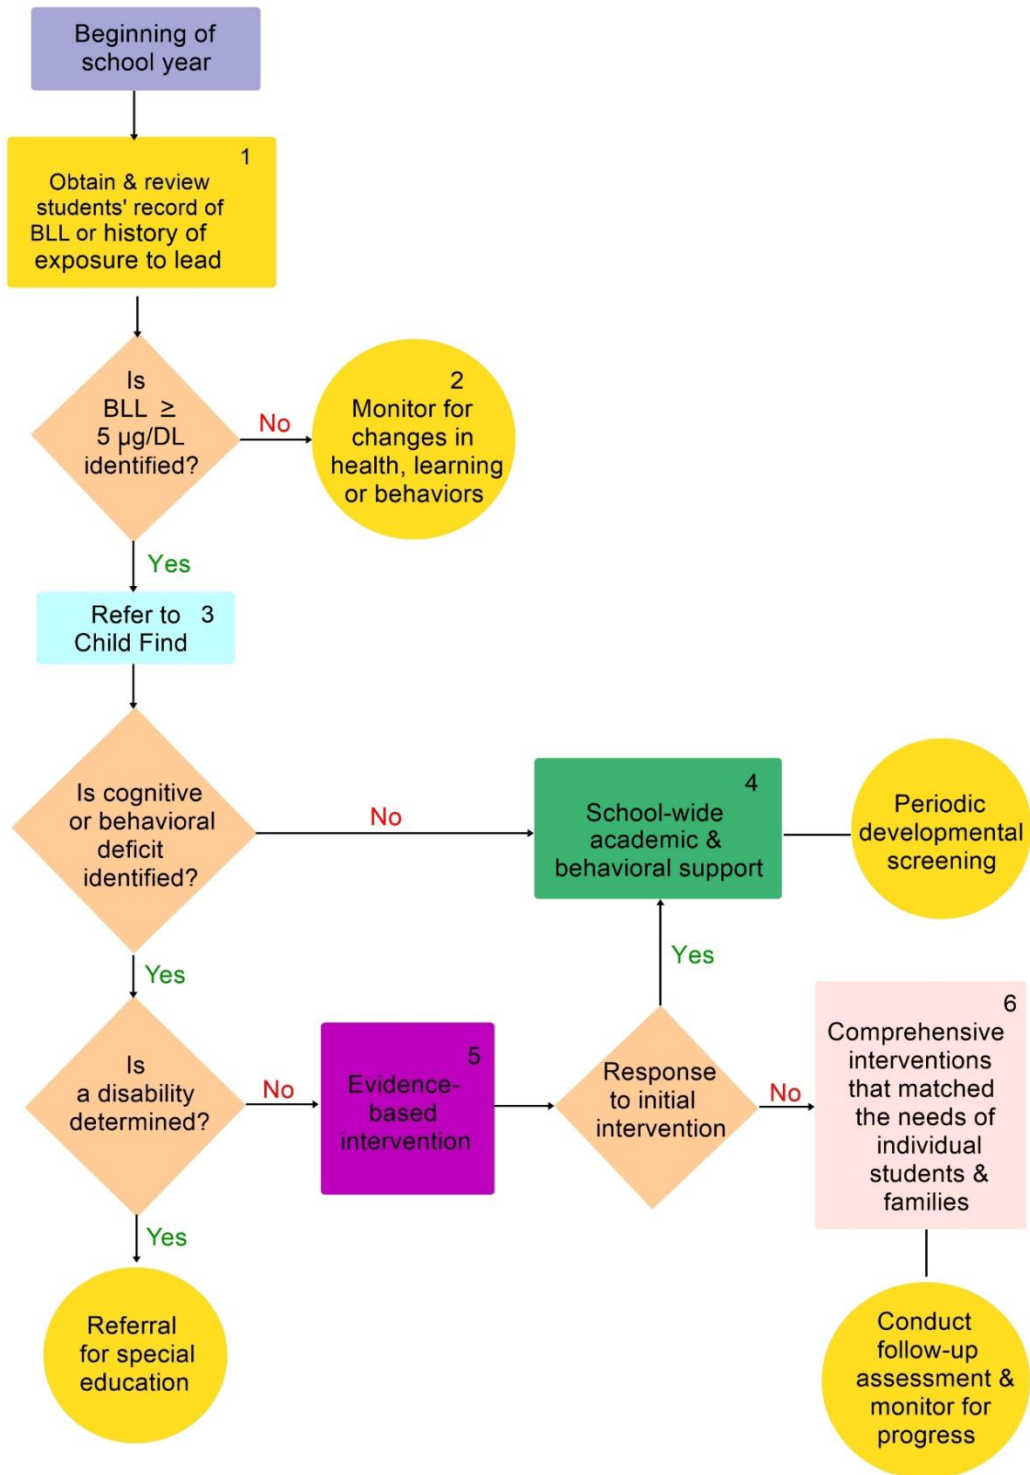 Beginning of
school year
1
Obtain & review
students' record of
BLL or history of
exposure to lead
Is
BLL ≥
5 µg/DL
identified?
No
2
Monitor for
changes in
health, learning
or behaviors
Yes
Refer to 3
Child Find
Is cognitive
or behavioral
deficit
identified?
No
4
School-wide
academic &
behavioral support
Periodic
developmental
screening
Yes
Yes
Is
a disability
determined?
No
5
Evidence-
based
intervention
Response
to initial
intervention
No
6
Comprehensive
interventions
that matched
the needs of
individual
students &
families
Yes
Referral
for special
education
Conduct
follow-up
assessment &
monitor for
progress